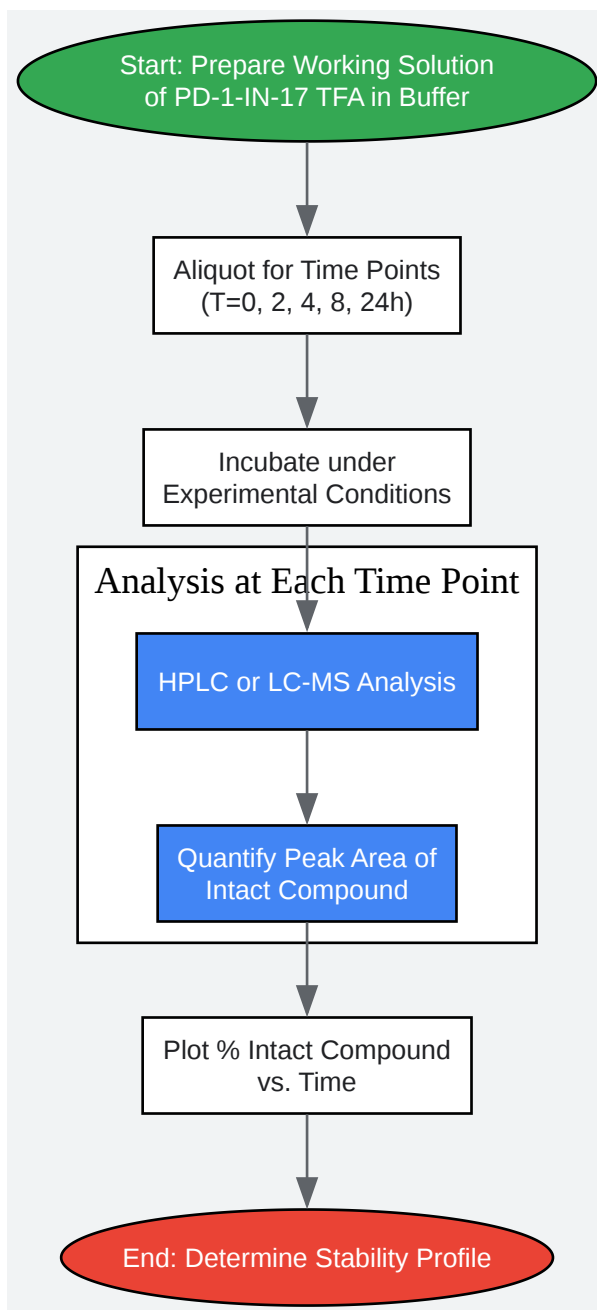 Start: Prepare Working Solution
of PD-1-IN-17 TFA in Buffer
Aliquot for Time Points
(T=0, 2, 4, 8, 24h)
Incubate under
Experimental Conditions
Analysis at Each Time Point
HPLC or LC-MS Analysis
Quantify Peak Area of
Intact Compound
Plot % Intact Compound
vs. Time
End: Determine Stability Profile